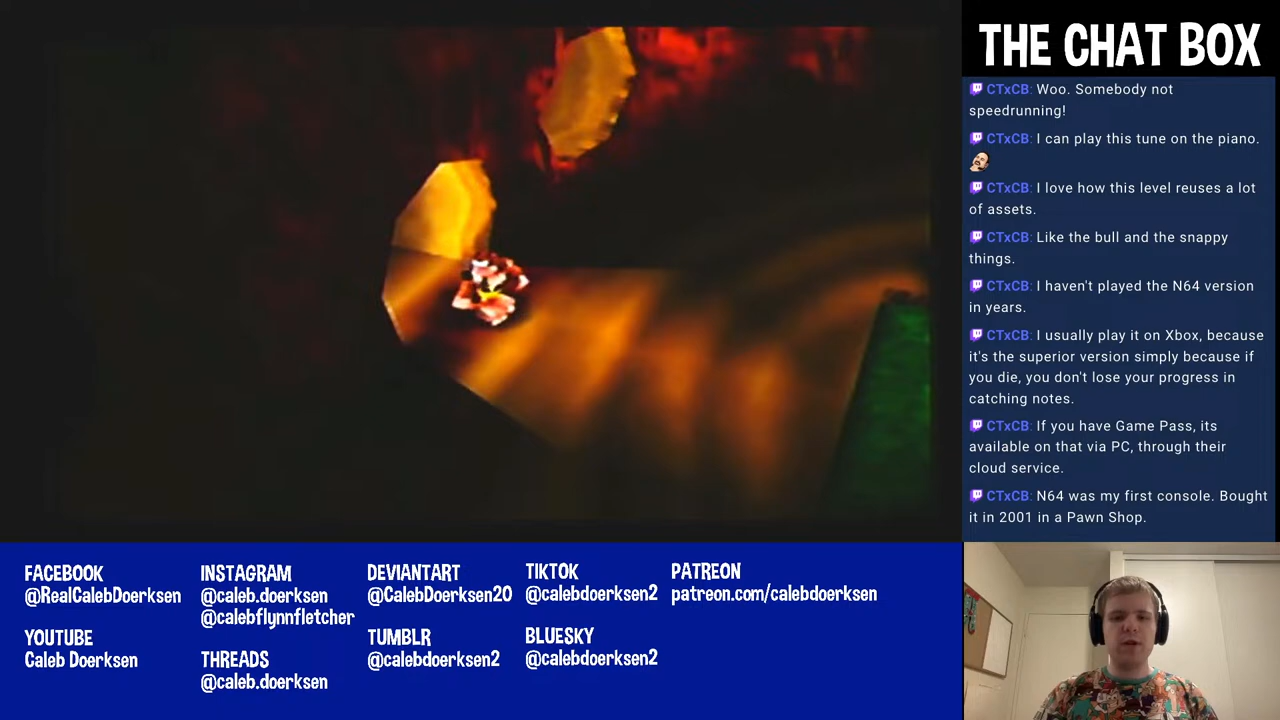 THE CHAT BOX
CTxCB: Woo. Somebody not
speedrunning!
CTxCB: I can play this tune on the piano.
CTxCB: I love how this level reuses a lot
of assets.
CTxCB: Like the bull and the snappy
things.
CTxCB: I haven't played the N64 version
in years.
CTxCB: I usually play it on Xbox, because
it's the superior version simply because if
you die, you don't lose your progress in
catching notes.
CTxCB: If you have Game Pass, its
available on that via PC, through their
cloud service.
CTxCB: N64 was my first console. Bought
it in 2001 in a Pawn Shop.
FACEBOOK
@RealCalebDoerksen
YOUTUBE
Caleb Doerksen
INSTAGRAM
@caleb.doerksen
@calebflynnfletcher
THREADS
@caleb.doerksen
DEVIANTART
@CalebDoerksen20
TUMBLR
@calebdoerksen2
TIKTOK
@calebdoerksen2
BLUESKY
@calebdoerksen2
PATREON
patreon.com/calebdoerksen